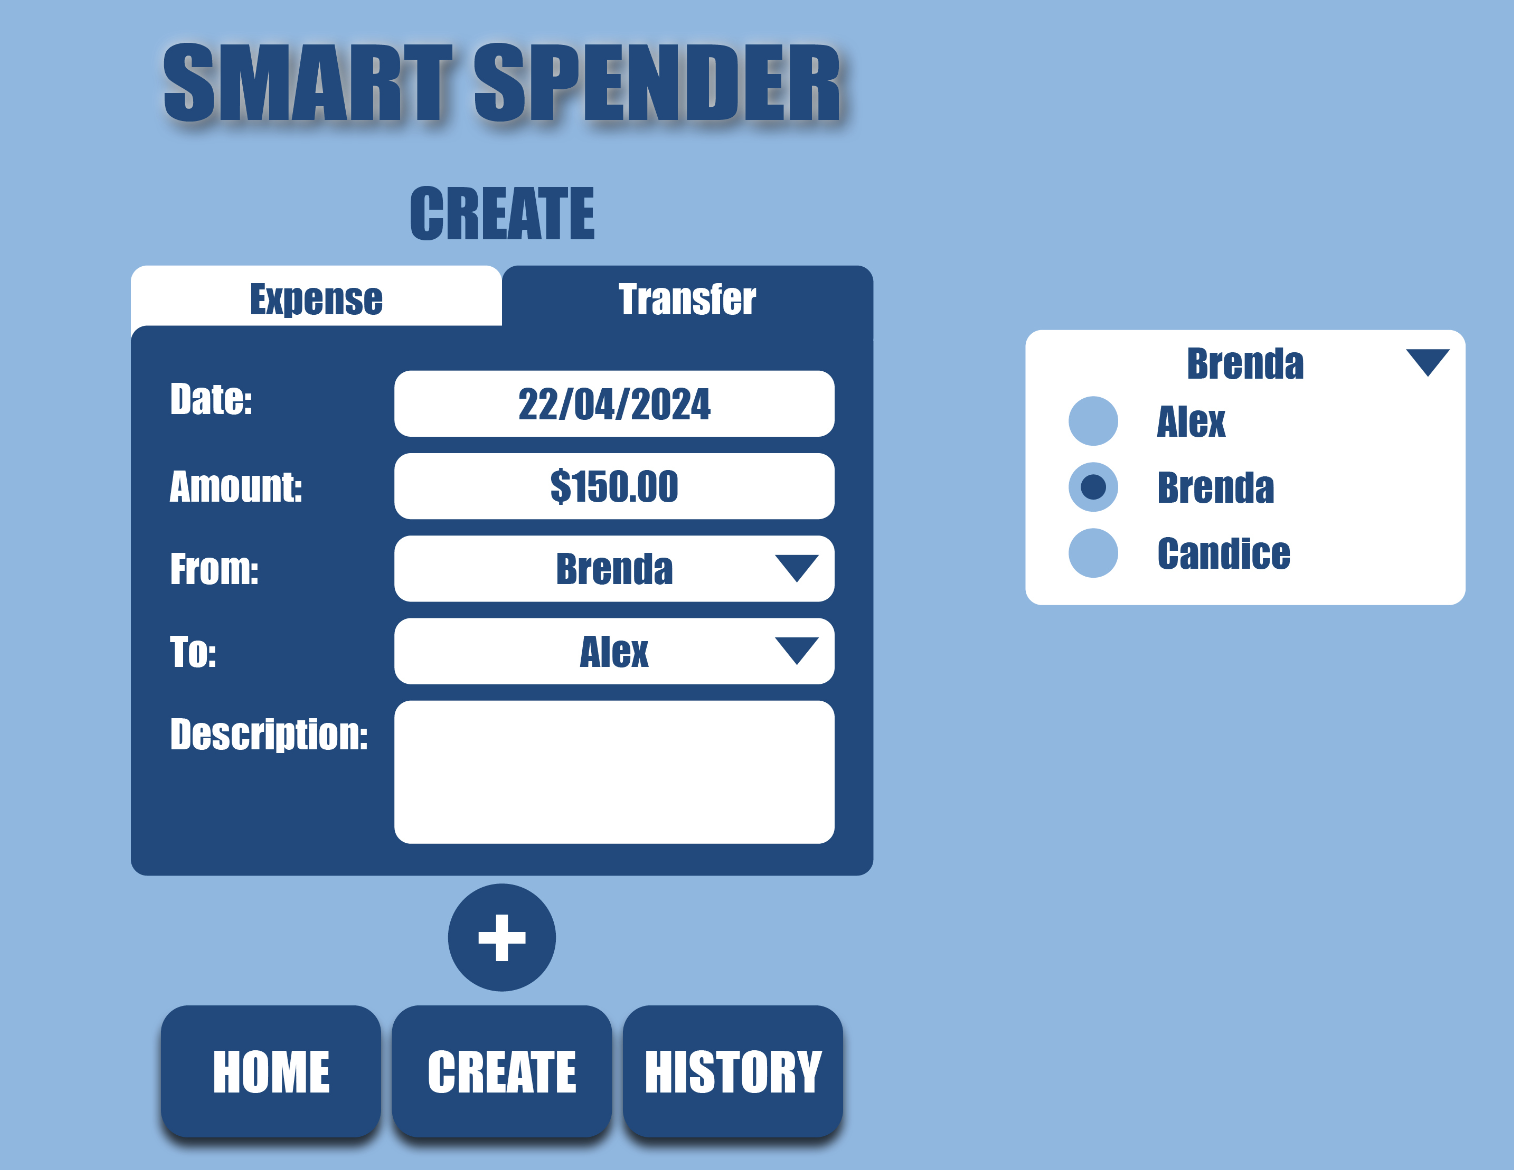 SMART SPENDER
CREATE
Expense
Transfer
Date:
22/04/2024
Amount:
$150.00
From:
Brenda
To:
Alex
Description:
+
HOME
CREATE
HISTORY
Brenda
Alex
Brenda
Candice